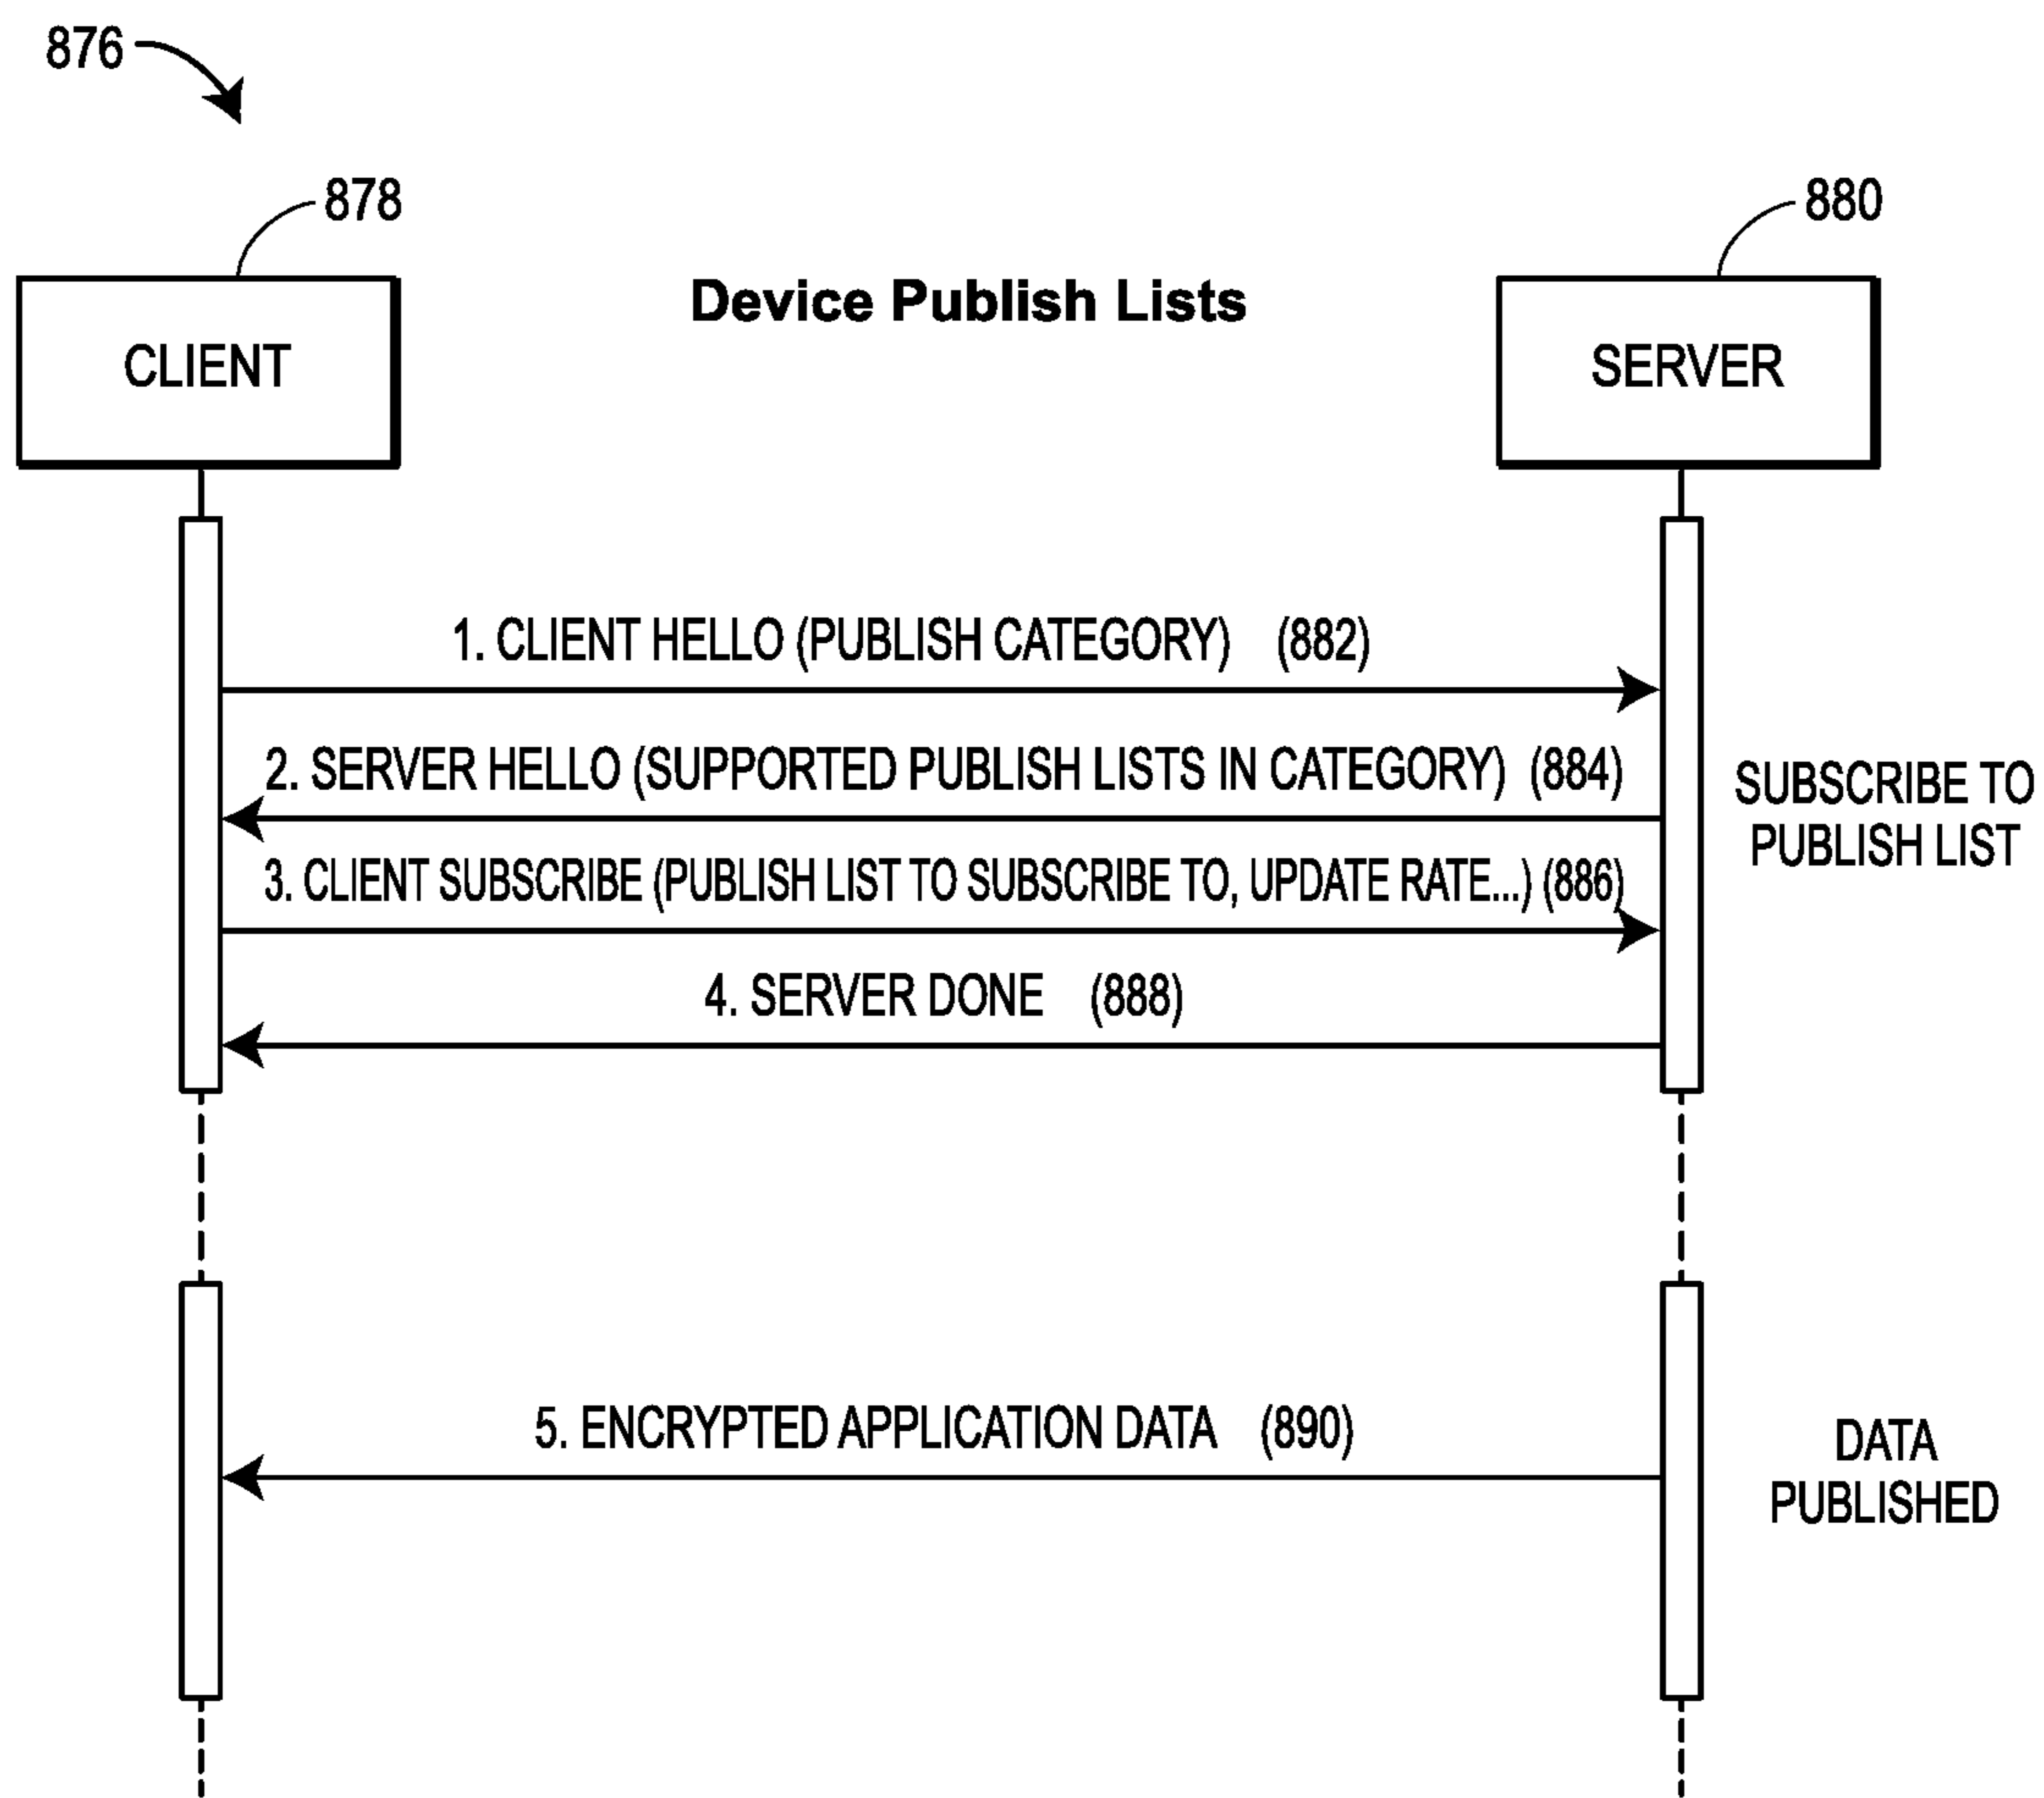 876
878
880
Device Publish Lists
CLIENT
SERVER
1. CLIENT HELLO (PUBLISH CATEGORY) (882)
2. SERVER HELLO (SUPPORTED PUBLISH LISTS IN CATEGORY) (884)
SUBSCRIBE TO
PUBLISH LIST
3. CLIENT SUBSCRIBE (PUBLISH LIST TO SUBSCRIBE TO, UPDATE RATE...) (886)
4. SERVER DONE (888)
5. ENCRYPTED APPLICATION DATA (890)
DATA
PUBLISHED